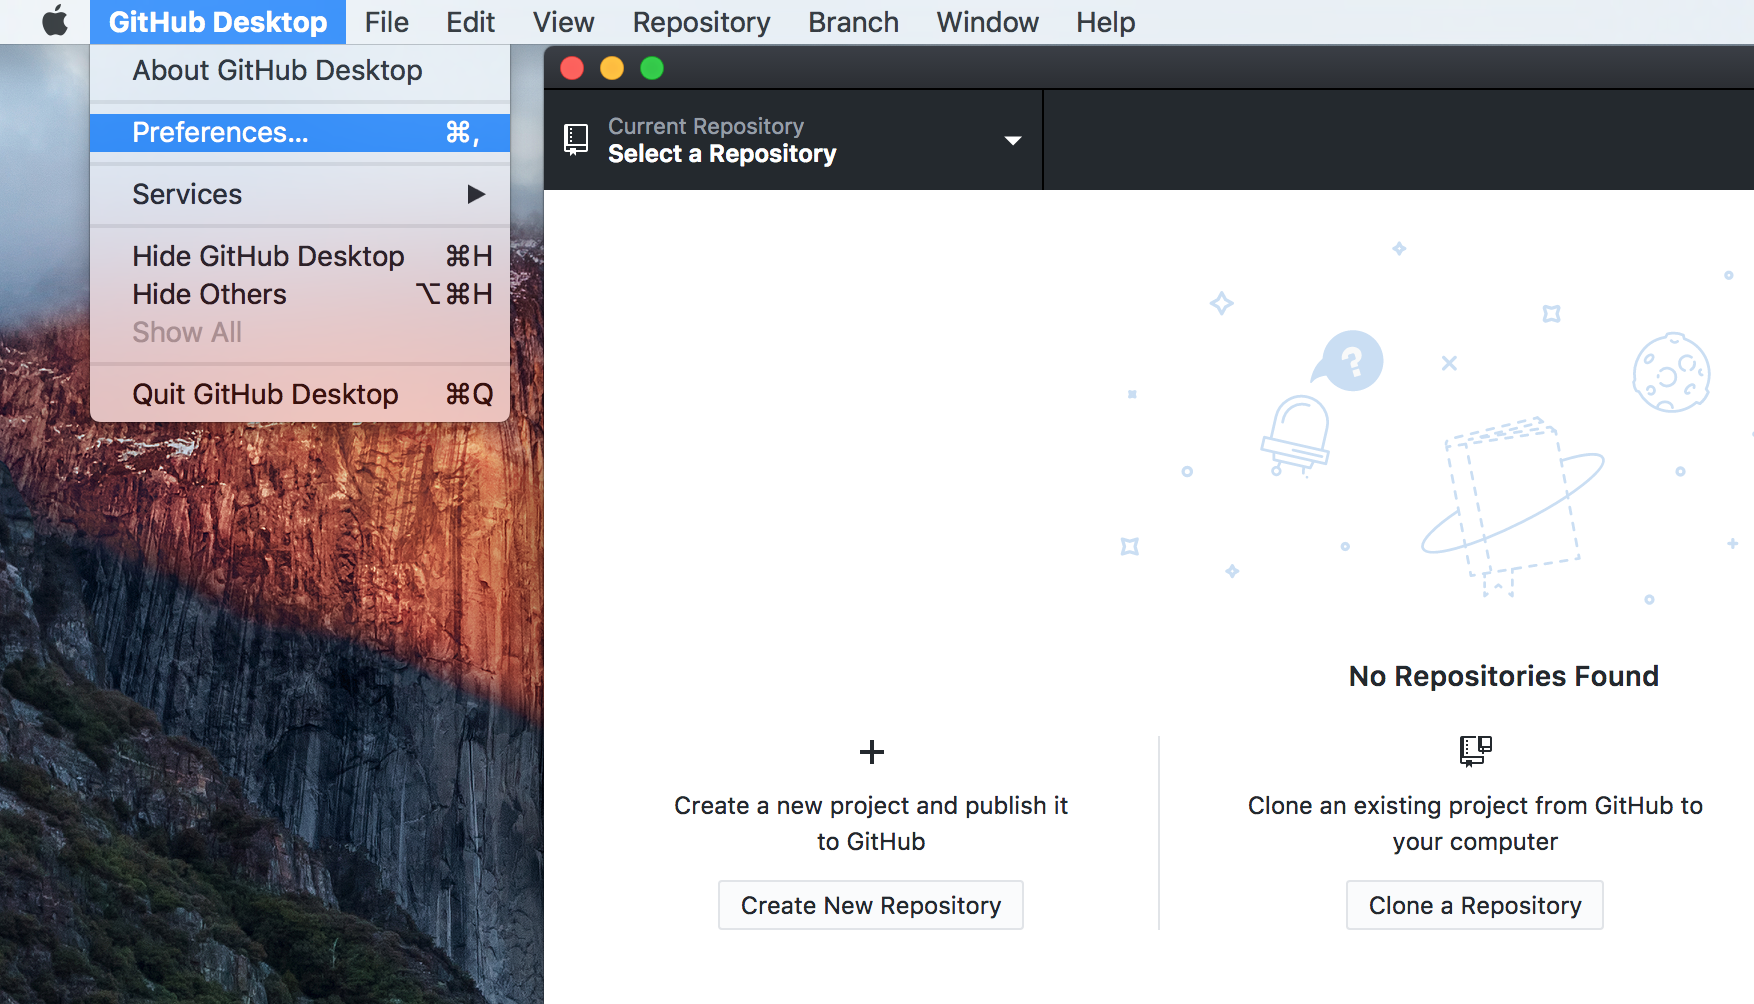 GitHub Desktop File Edit View Repository Branch Window Help
About GitHub Desktop
Preferences... ⌘,
Services ▶
Hide GitHub Desktop ⌘H
Hide Others ⌥⌘H
Show All
Quit GitHub Desktop ⌘Q
Current Repository
Select a Repository
?
No Repositories Found
Create a new project and publish it
to GitHub
Create New Repository
Clone an existing project from GitHub to
your computer
Clone a Repository